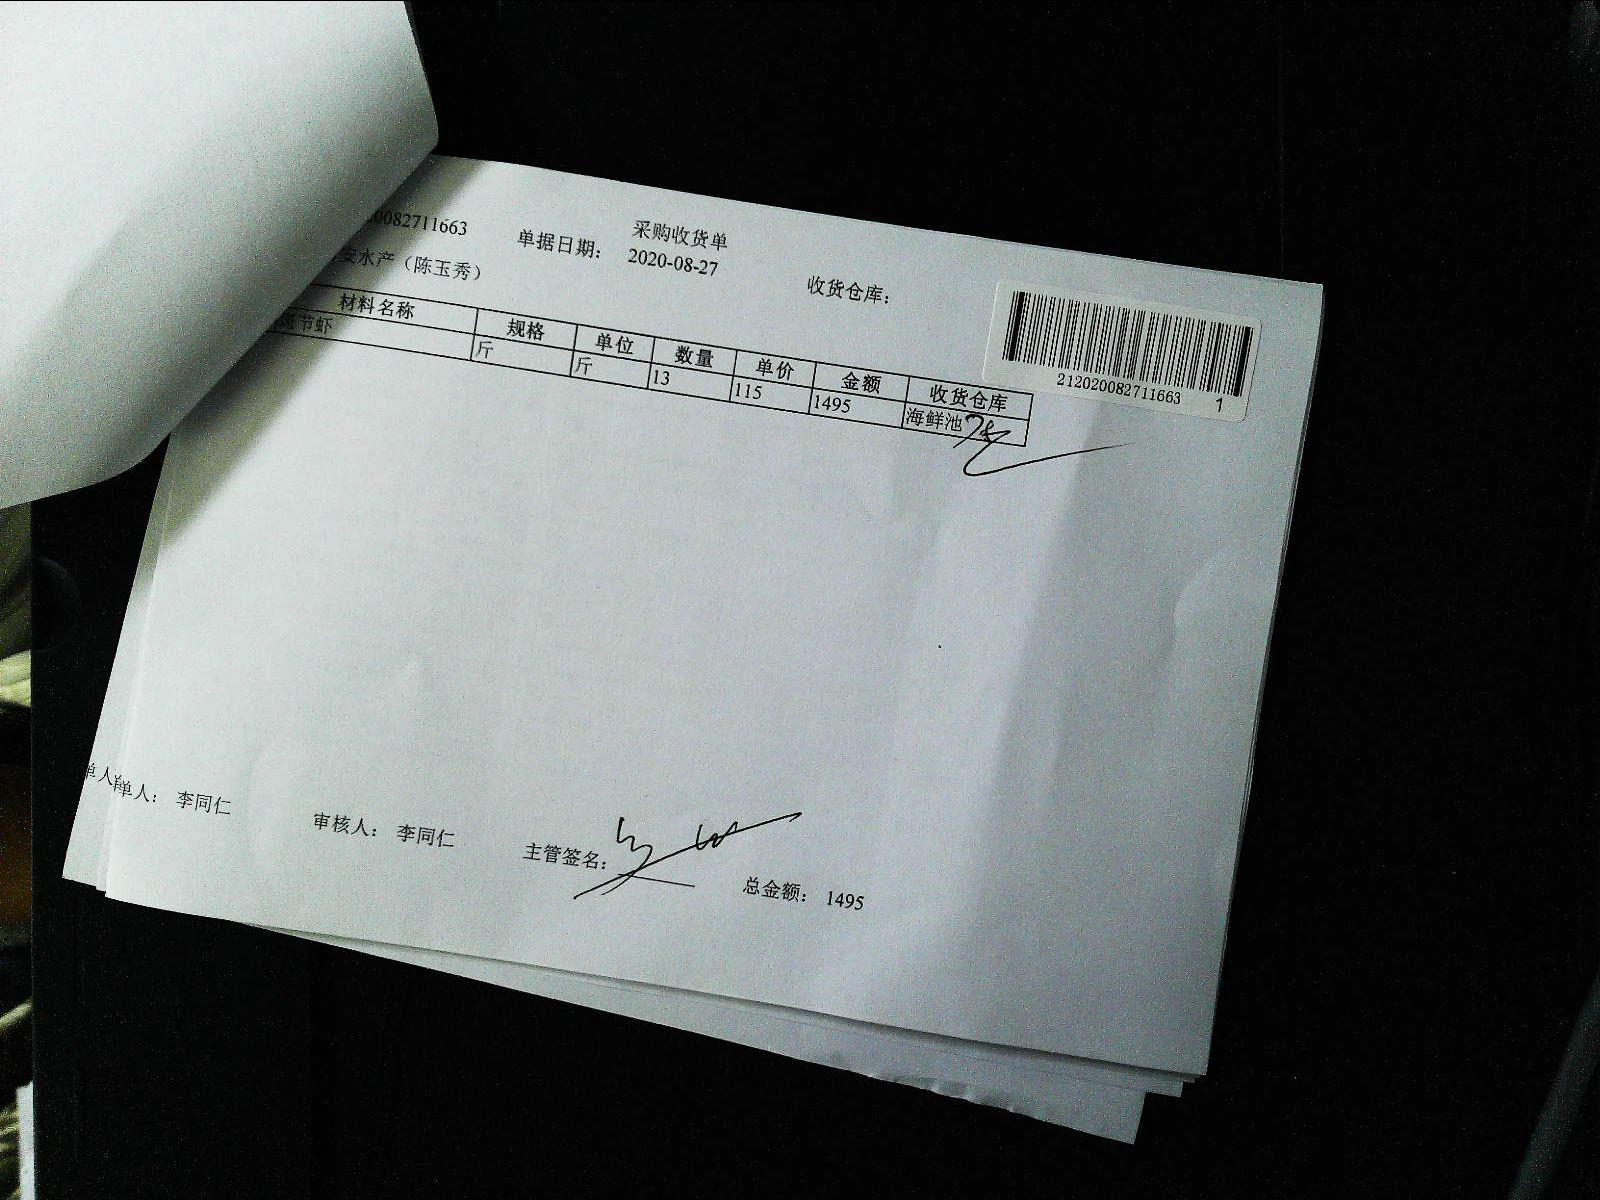 采购收货单
0082711663 单据日期： 2020-08-27 收货仓库：
安水产（陈玉秀）
材料名称 规格 单位 数量 单价 金额 收货仓库
节虾 斤 斤 13 115 1495 海鲜池
212020082711663 1
单人
单人： 李同仁 审核人： 李同仁 主管签名： 总金额： 1495